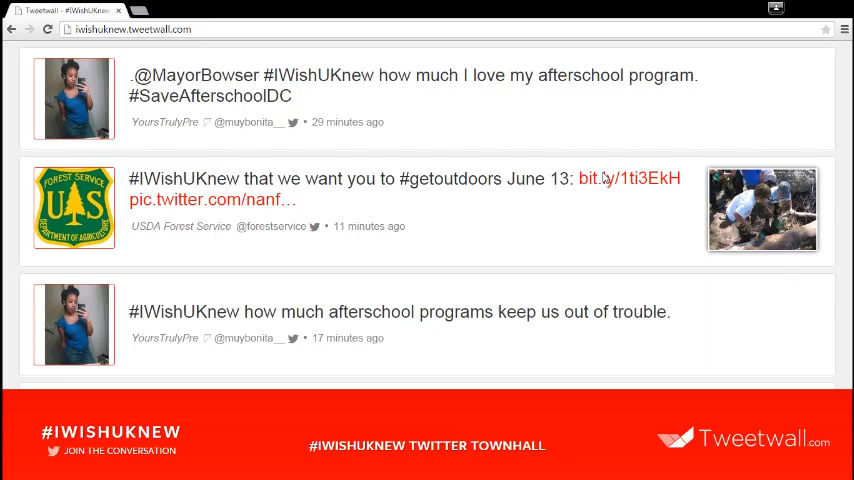 Tweetwall - #IWishUKnew
iwishuknew.tweetwall.com
.@MayorBowser #IWishUKnew how much I love my afterschool program.
#SaveAfterschoolDC
YoursTrulyPre ♡ @muybonita__ • 29 minutes ago
FOREST SERVICE
U S
DEPARTMENT OF AGRICULTURE
#IWishUKnew that we want you to #getoutdoors June 13: bit.ly/1ti3EkH
pic.twitter.com/nanf…
USDA Forest Service @forestservice • 11 minutes ago
#IWishUKnew how much afterschool programs keep us out of trouble.
YoursTrulyPre ♡ @muybonita__ • 17 minutes ago
#IWISHUKNEW
JOIN THE CONVERSATION
#IWISHUKNEW TWITTER TOWNHALL
Tweetwall.com